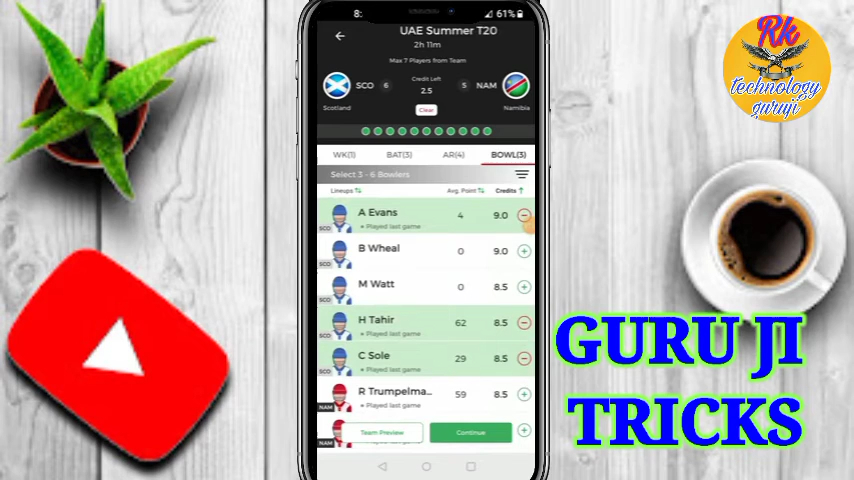 8:
61%
UAE Summer T20
2h 11m
Max 7 Players from Team
SCO 6
Credit Left
2.5
5 NAM
Scotland
Clear
Namibia
WK(1) BAT(3) AR(4) BOWL(3)
Select 3 - 6 Bowlers
Lineups Avg. Point Credits
A Evans 4 9.0
SCO Played last game
B Wheal 0 9.0
SCO
M Watt 0 8.5
SCO
H Tahir 62 8.5
SCO Played last game
C Sole 29 8.5
SCO Played last game
R Trumpelma... 59 8.5
NAM Played last game
NAM
Team Preview Continue
Rk
technology
guruji
GURU JI
TRICKS